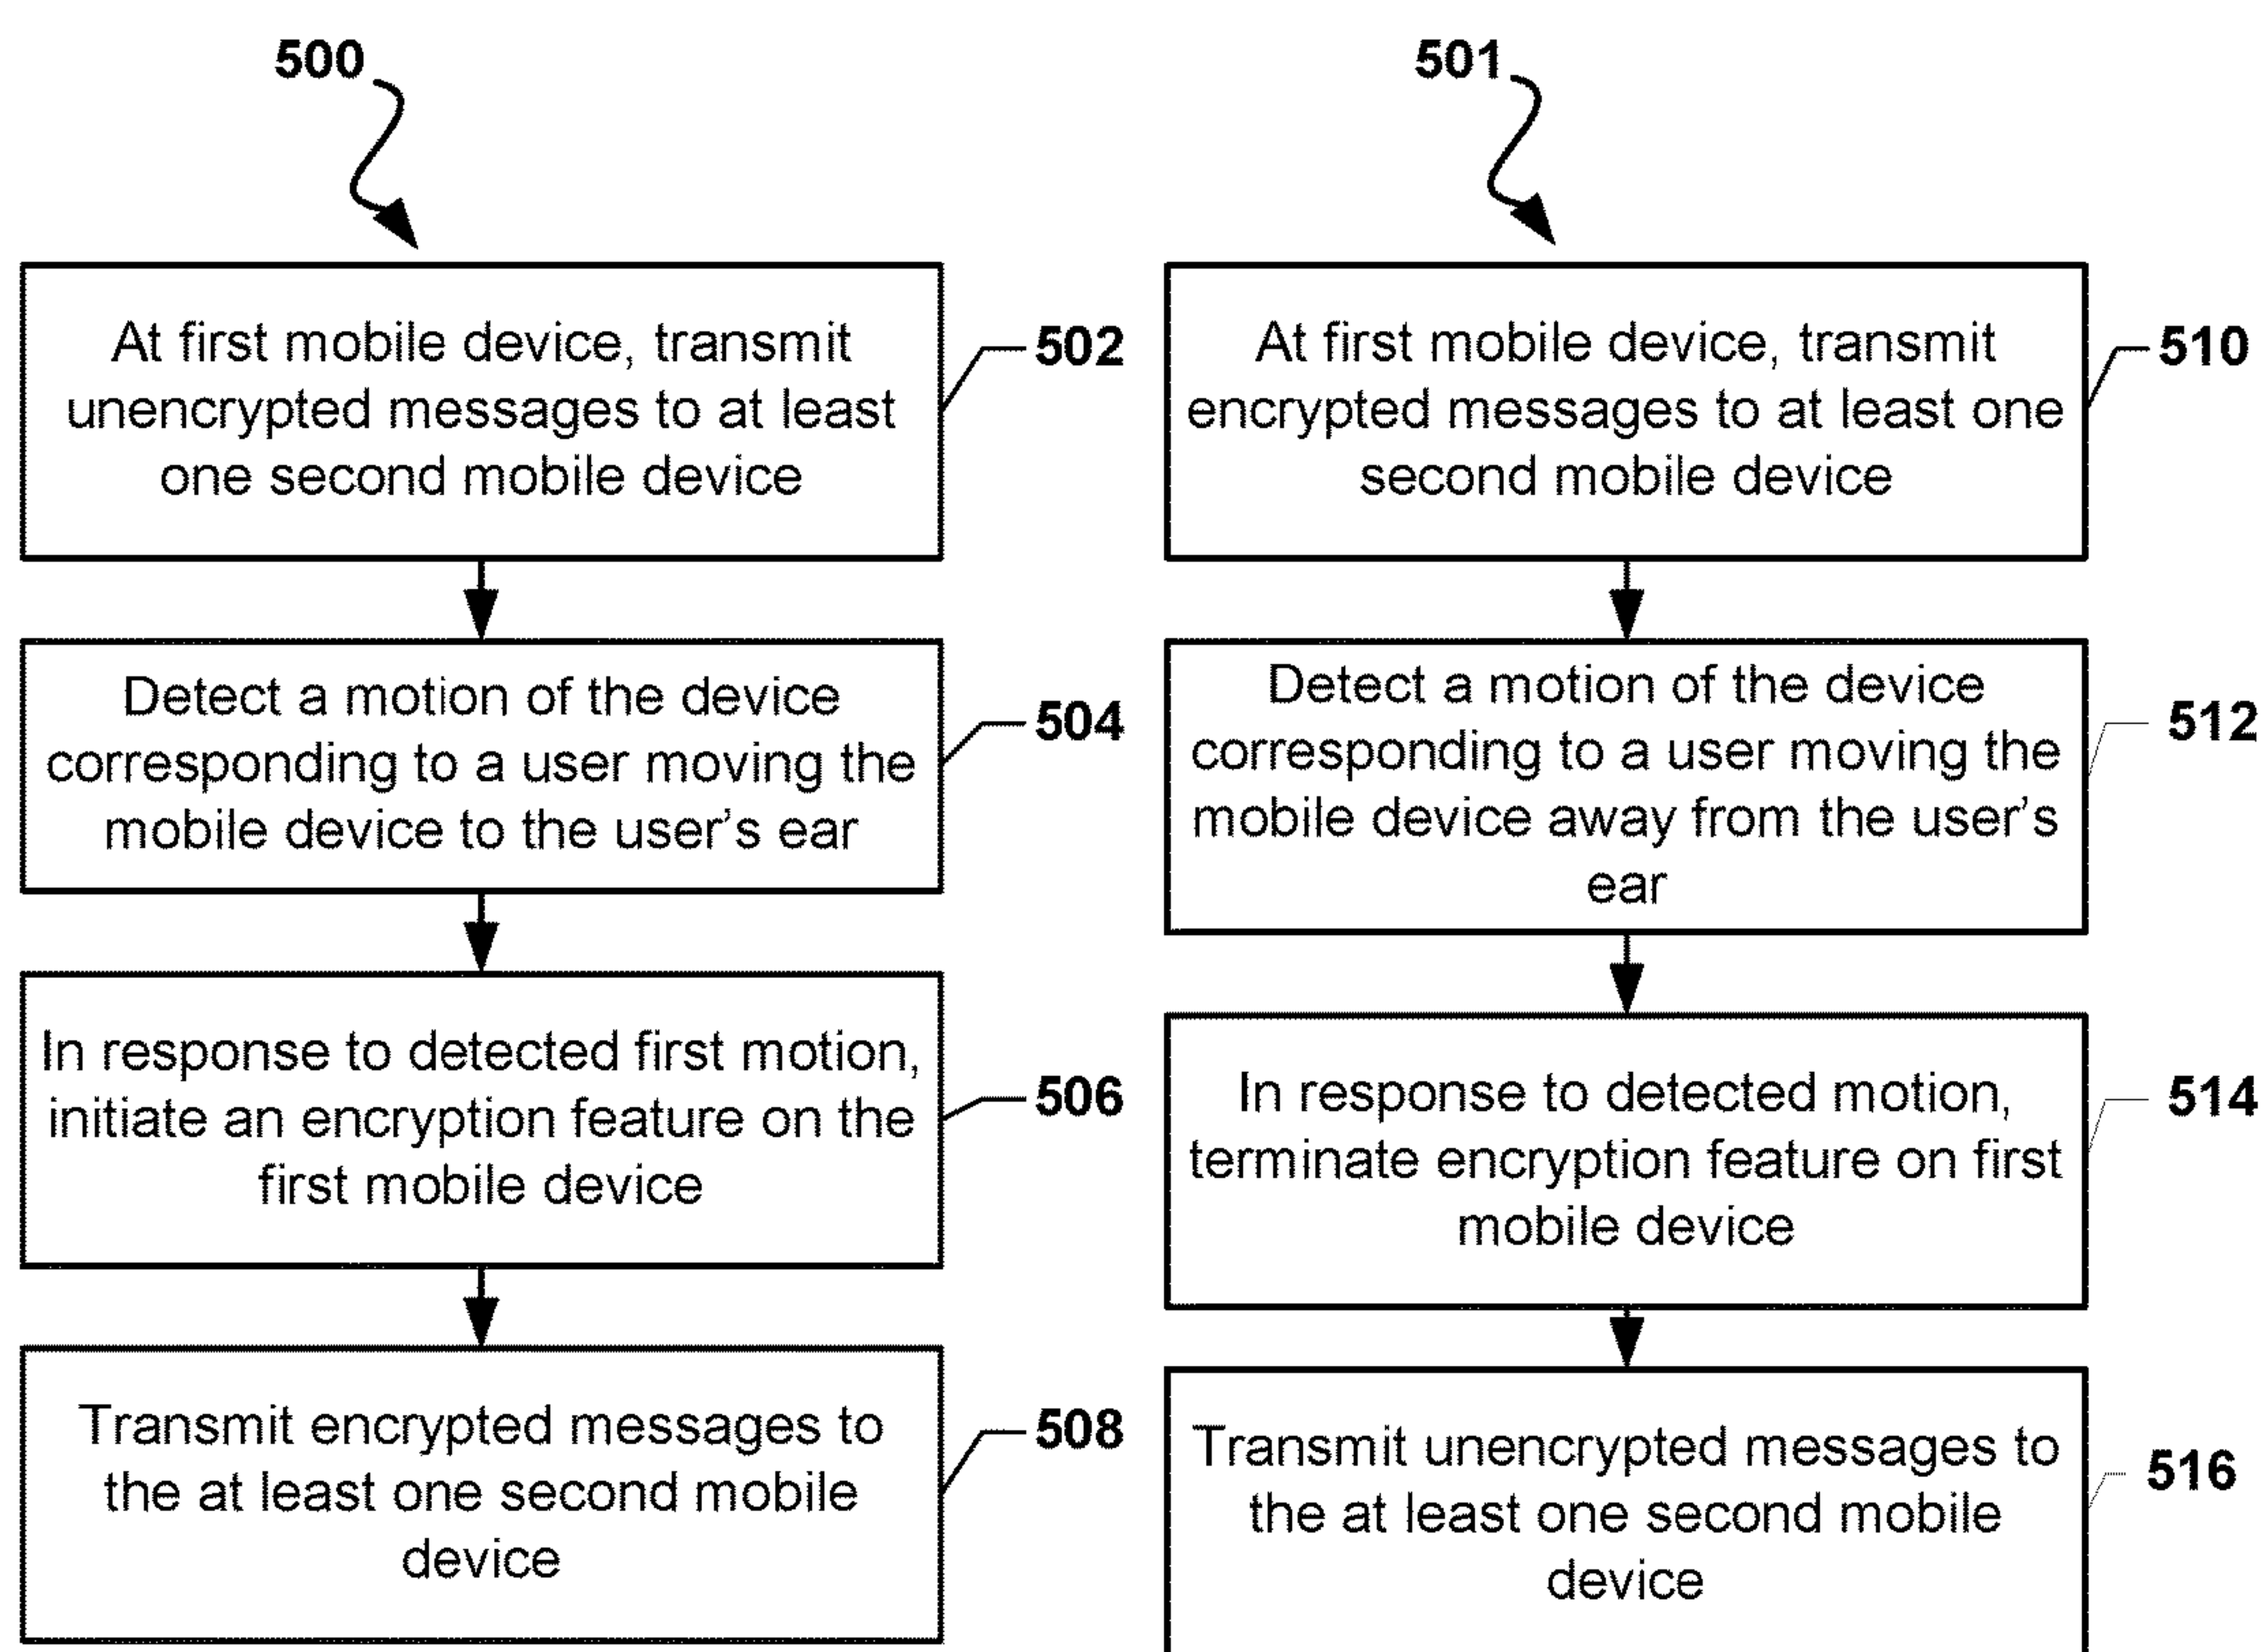 500
At first mobile device, transmit
unencrypted messages to at least
one second mobile device
502
Detect a motion of the device
corresponding to a user moving the
mobile device to the user’s ear
504
In response to detected first motion,
initiate an encryption feature on the
first mobile device
506
Transmit encrypted messages to
the at least one second mobile
device
508
501
At first mobile device, transmit
encrypted messages to at least one
second mobile device
510
Detect a motion of the device
corresponding to a user moving the
mobile device away from the user’s
ear
512
In response to detected motion,
terminate encryption feature on first
mobile device
514
Transmit unencrypted messages to
the at least one second mobile
device
516